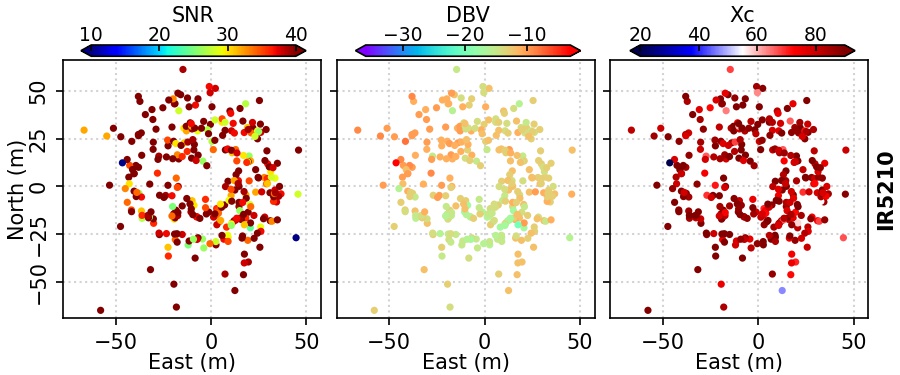 SNR
DBV
Xc
10 20 30 40
−30 −20 −10
20 40 60 80
50
25
0
−25
−50
North (m)
IR5210
−50 0 50
−50 0 50
−50 0 50
East (m)
East (m)
East (m)